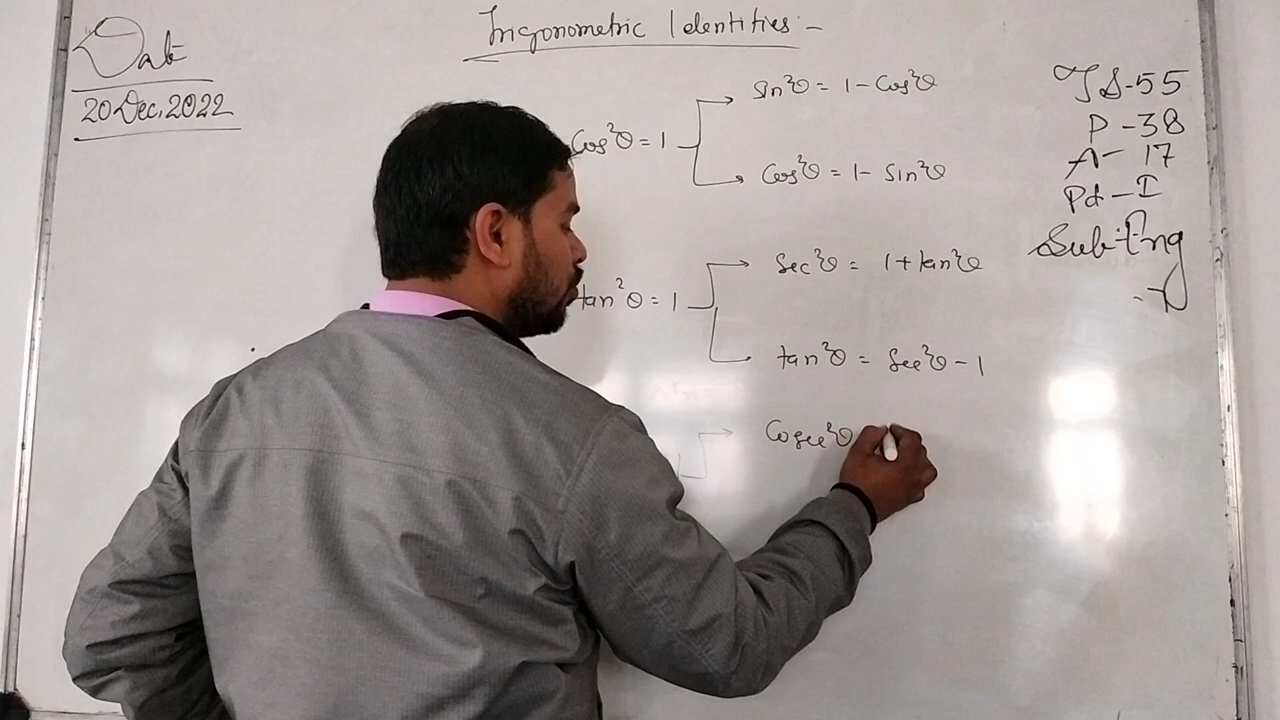 Trigonometric Identities:-
Date
20 Dec, 2022
TS-55
P-38
A-17
Pd-I
Sub-Eng
Cos²θ = 1
Sin²θ = 1 - Cos²θ
Cos²θ = 1 - Sin²θ
tan²θ = 1
Sec²θ = 1 + tan²θ
tan²θ = Sec²θ - 1
Cosec²θ